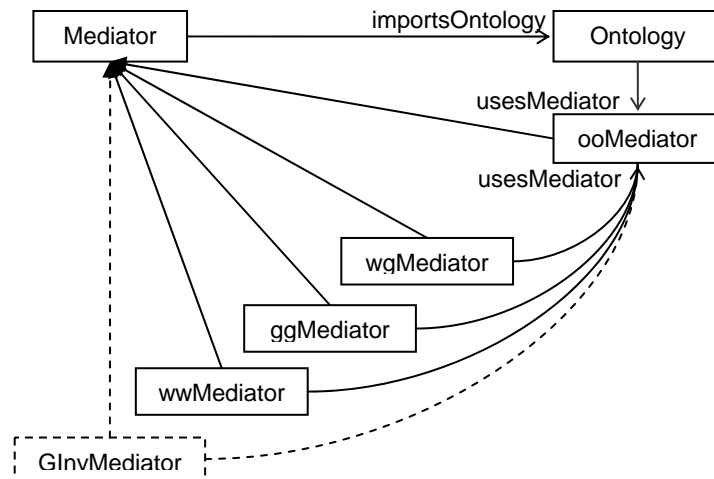 Mediator
importsOntology
Ontology
usesMediator
ooMediator
usesMediator
wgMediator
ggMediator
wwMediator
GInvMediator